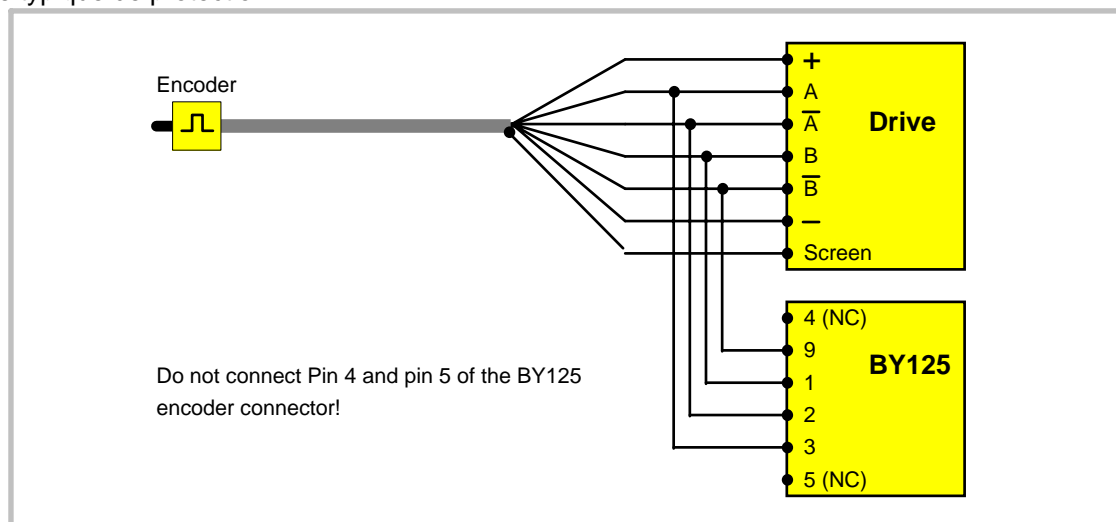 Encoder
+
A
A̅
Drive
B
B̅
−
Screen
4 (NC)
9
BY125
1
2
3
5 (NC)
Do not connect Pin 4 and pin 5 of the BY125
encoder connector!